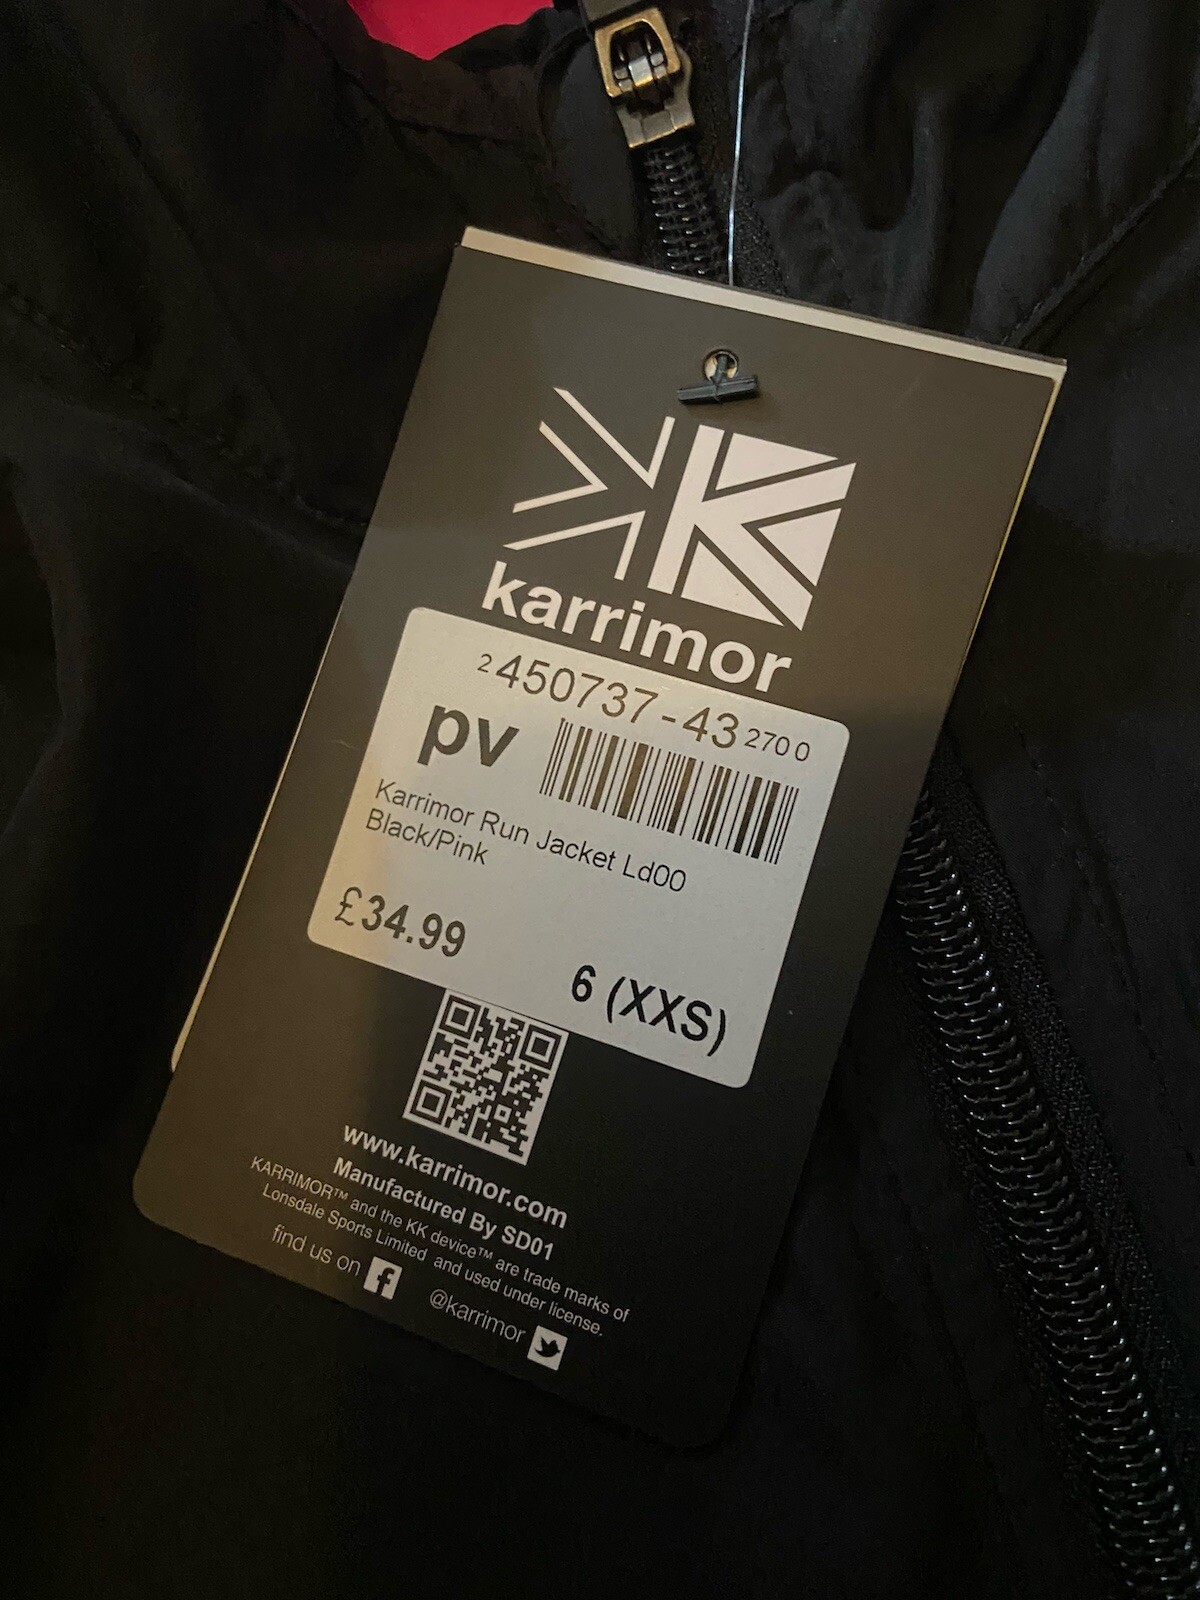 karrimor
2 450737-43 270 0
pv
Karrimor Run Jacket Ld00
Black/Pink
£34.99
6 (XXS)
www.karrimor.com
Manufactured By SD01
KARRIMOR™ and the KK device™ are trade marks of
Lonsdale Sports Limited and used under license.
find us on f
@karrimor